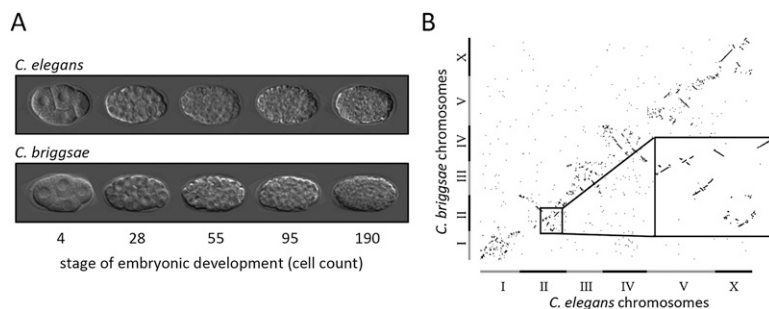 A
C. elegans
C. briggsae
4 28 55 95 190
stage of embryonic development (cell count)
B
C. briggsae chromosomes
X
V
IV
III
II
I
I II III IV V X
C. elegans chromosomes